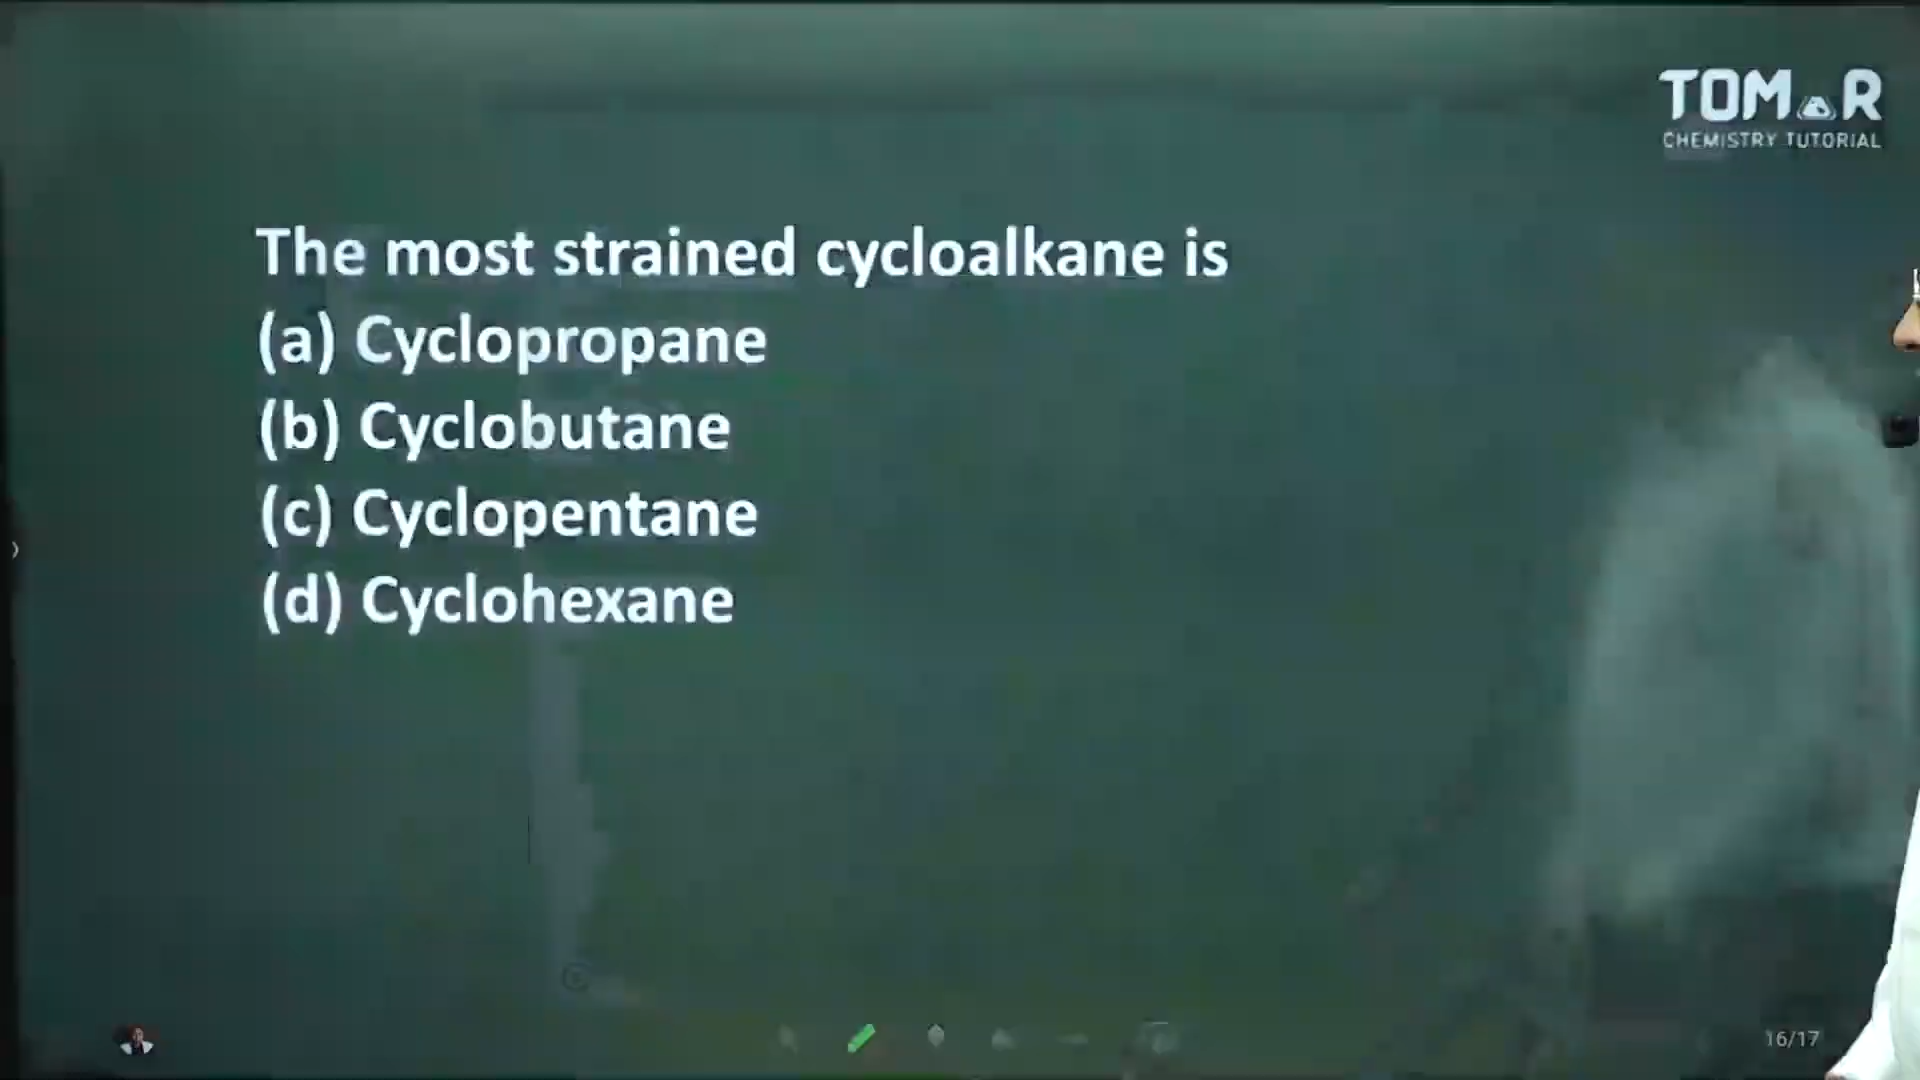 TOMAR
CHEMISTRY TUTORIAL
The most strained cycloalkane is
(a) Cyclopropane
(b) Cyclobutane
(c) Cyclopentane
(d) Cyclohexane
16/17